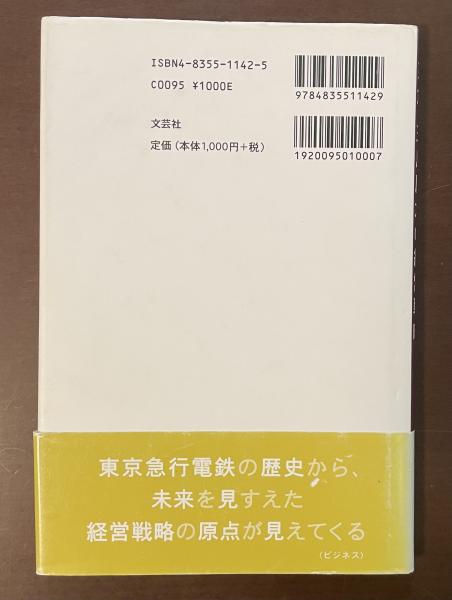 ISBN4-8355-1142-5
C0095 ¥1000E
9784835511429
文芸社
定価(本体1,000円+税)
1920095010007
東京急行電鉄の歴史から、
未来を見すえた
経営戦略の原点が見えてくる
(ビジネス)